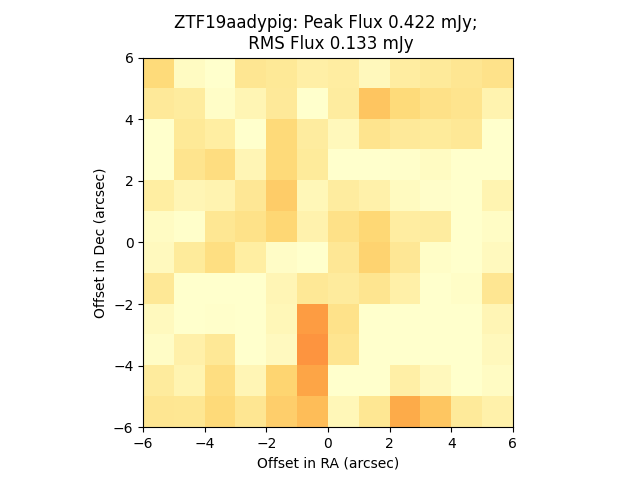 ZTF19aadypig: Peak Flux 0.422 mJy;
RMS Flux 0.133 mJy
6
4
2
0
−2
−4
−6
Offset in Dec (arcsec)
−6 −4 −2 0 2 4 6
Offset in RA (arcsec)